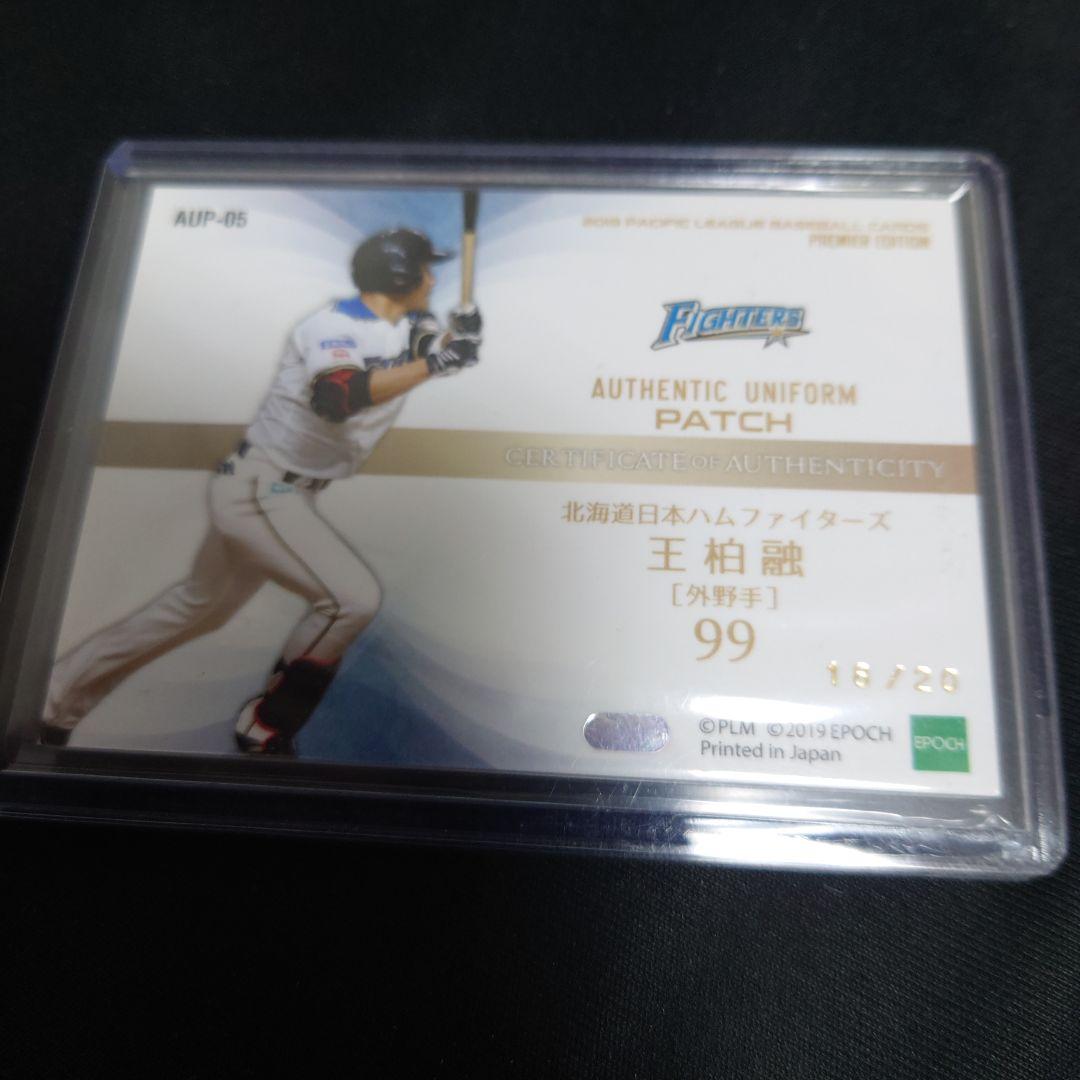 AUP-05
2019 PACIFIC LEAGUE BASEBALL CARDS
PREMIER EDITION
FIGHTERS
AUTHENTIC UNIFORM
PATCH
CERTIFICATE OF AUTHENTICITY
北海道日本ハムファイターズ
王柏融
[外野手]
99
16/20
©PLM ©2019 EPOCH
Printed in Japan
EPOCH